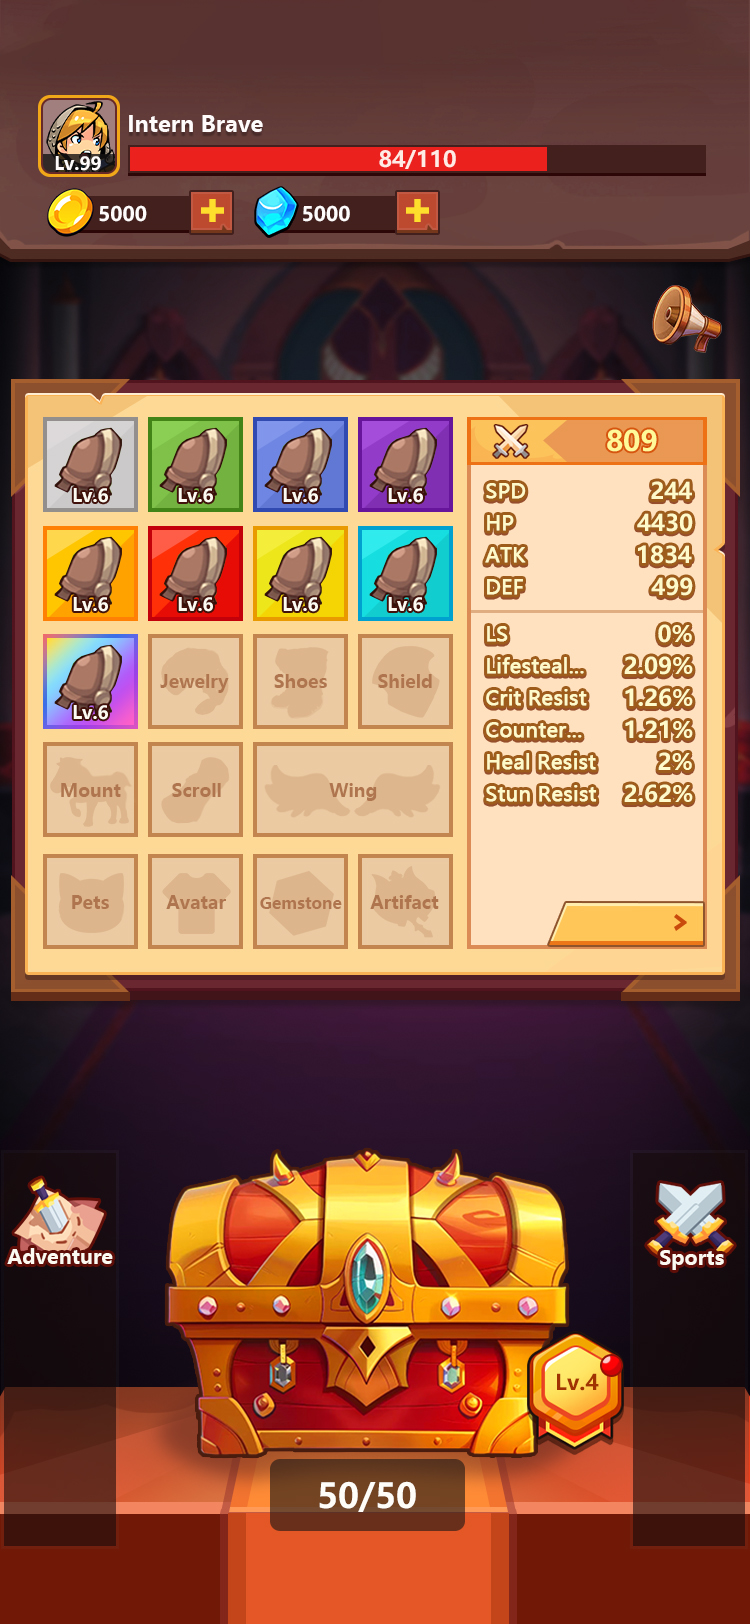 Intern Brave
Lv.99
84/110
5000
5000
Lv.6
Lv.6
Lv.6
Lv.6
Lv.6
Lv.6
Lv.6
Lv.6
Lv.6
Jewelry
Shoes
Shield
Mount
Scroll
Wing
Pets
Avatar
Gemstone
Artifact
809
SPD 244
HP 4430
ATK 1834
DEF 499
LS 0%
Lifesteal... 2.09%
Crit Resist 1.26%
Counter... 1.21%
Heal Resist 2%
Stun Resist 2.62%
>
Adventure
Sports
Lv.4
50/50